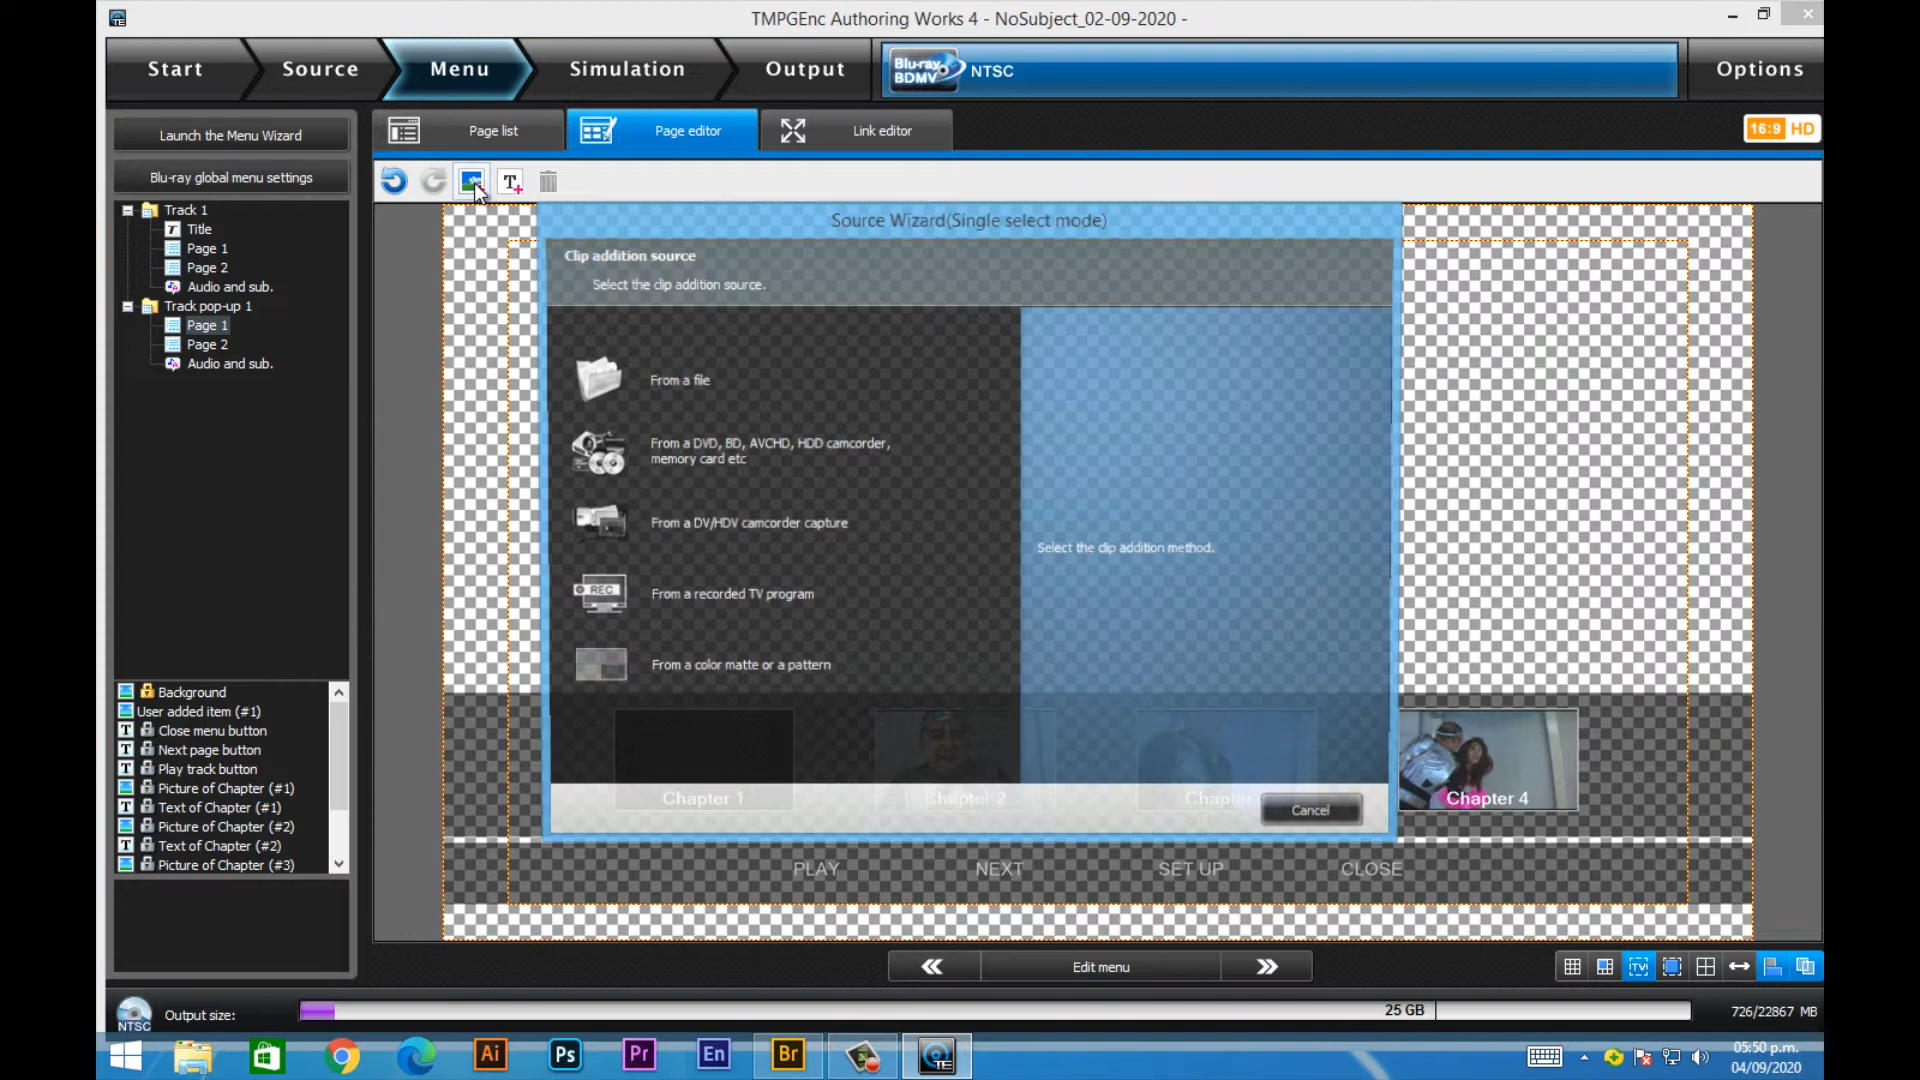 TMPGEnc Authoring Works 4 - NoSubject_02-09-2020 -
Start
Source
Menu
Simulation
Output
Blu-ray
BDMV
NTSC
Options
Launch the Menu Wizard
Page list
Page editor
Link editor
16:9 HD
Blu-ray global menu settings
Track 1
Title
Page 1
Page 2
Audio and sub.
Track pop-up 1
Page 1
Page 2
Audio and sub.
Source Wizard(Single select mode)
Clip addition source
Select the clip addition source.
From a file
From a DVD, BD, AVCHD, HDD camcorder,
memory card etc
From a DV/HDV camcorder capture
REC
From a recorded TV program
From a color matte or a pattern
Select the clip addition method.
Cancel
Background
User added item (#1)
Close menu button
Next page button
Play track button
Picture of Chapter (#1)
Text of Chapter (#1)
Picture of Chapter (#2)
Text of Chapter (#2)
Picture of Chapter (#3)
Chapter 1
Chapter 2
Chapter
Chapter 4
PLAY
NEXT
SET UP
CLOSE
Edit menu
TV
NTSC
Output size:
25 GB
726/22867 MB
Ai
Ps
Pr
En
Br
TE
05:50 p.m.
04/09/2020